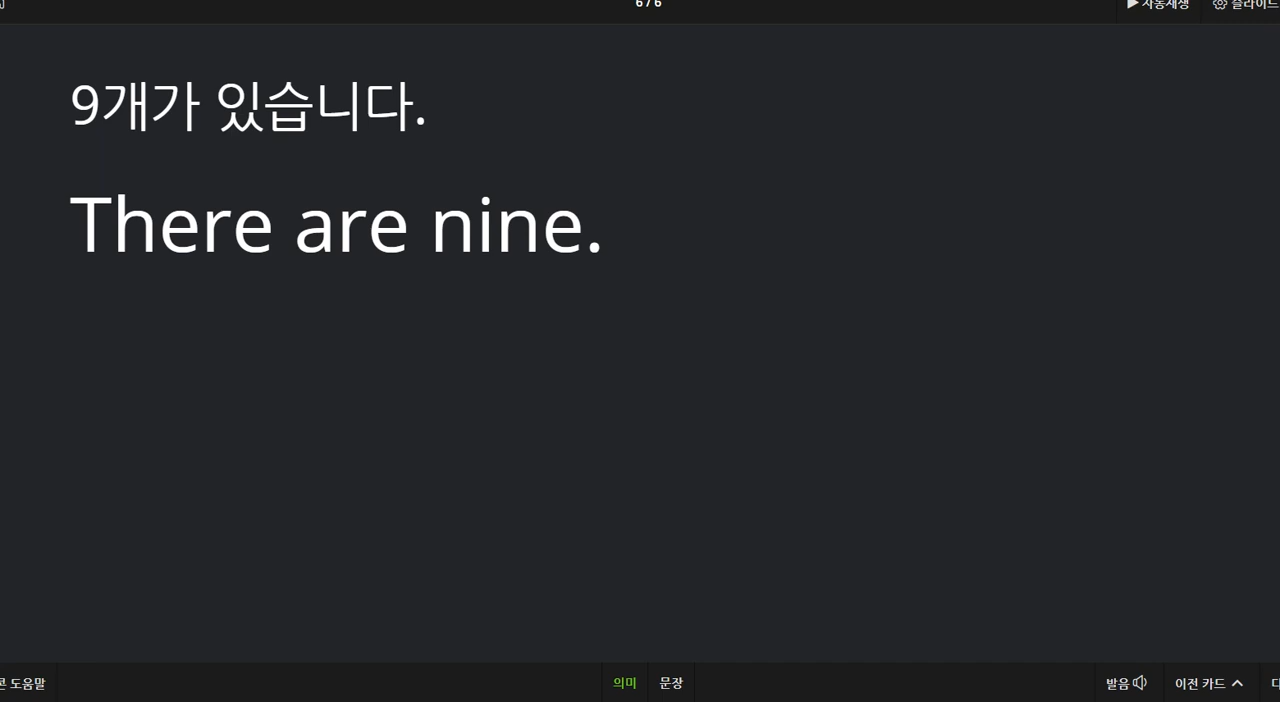 6 / 6
▶ 자동재생
슬라이드
9개가 있습니다.
There are nine.
도움말
의미
문장
발음
이전 카드